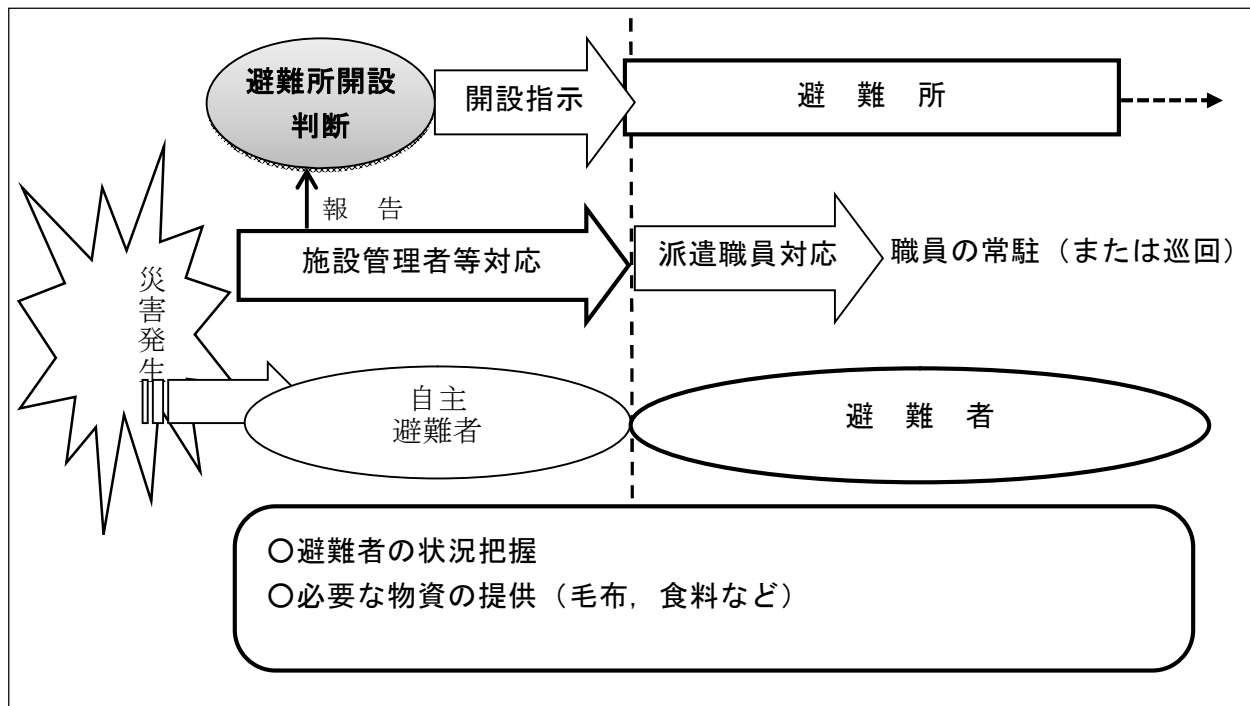 避難所開設
判断
開設指示
避　難　所
報　告
施設管理者等対応
派遣職員対応
職員の常駐（または巡回）
災害発生
自主
避難者
避　難　者
○避難者の状況把握
○必要な物資の提供（毛布，食料など）